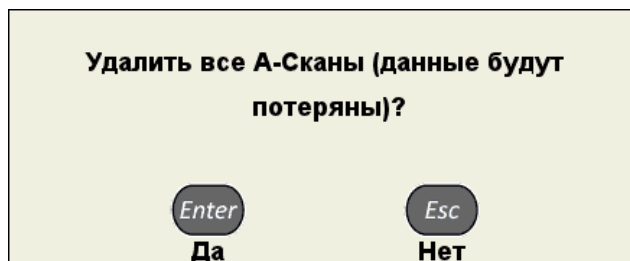 Удалить все А-Сканы (данные будут
потеряны)?
Enter Esc
Да Нет